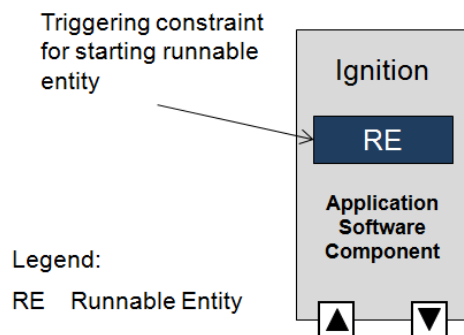 Triggering constraint
for starting runnable
entity
Ignition
RE
Application
Software
Component
Legend:
RE Runnable Entity